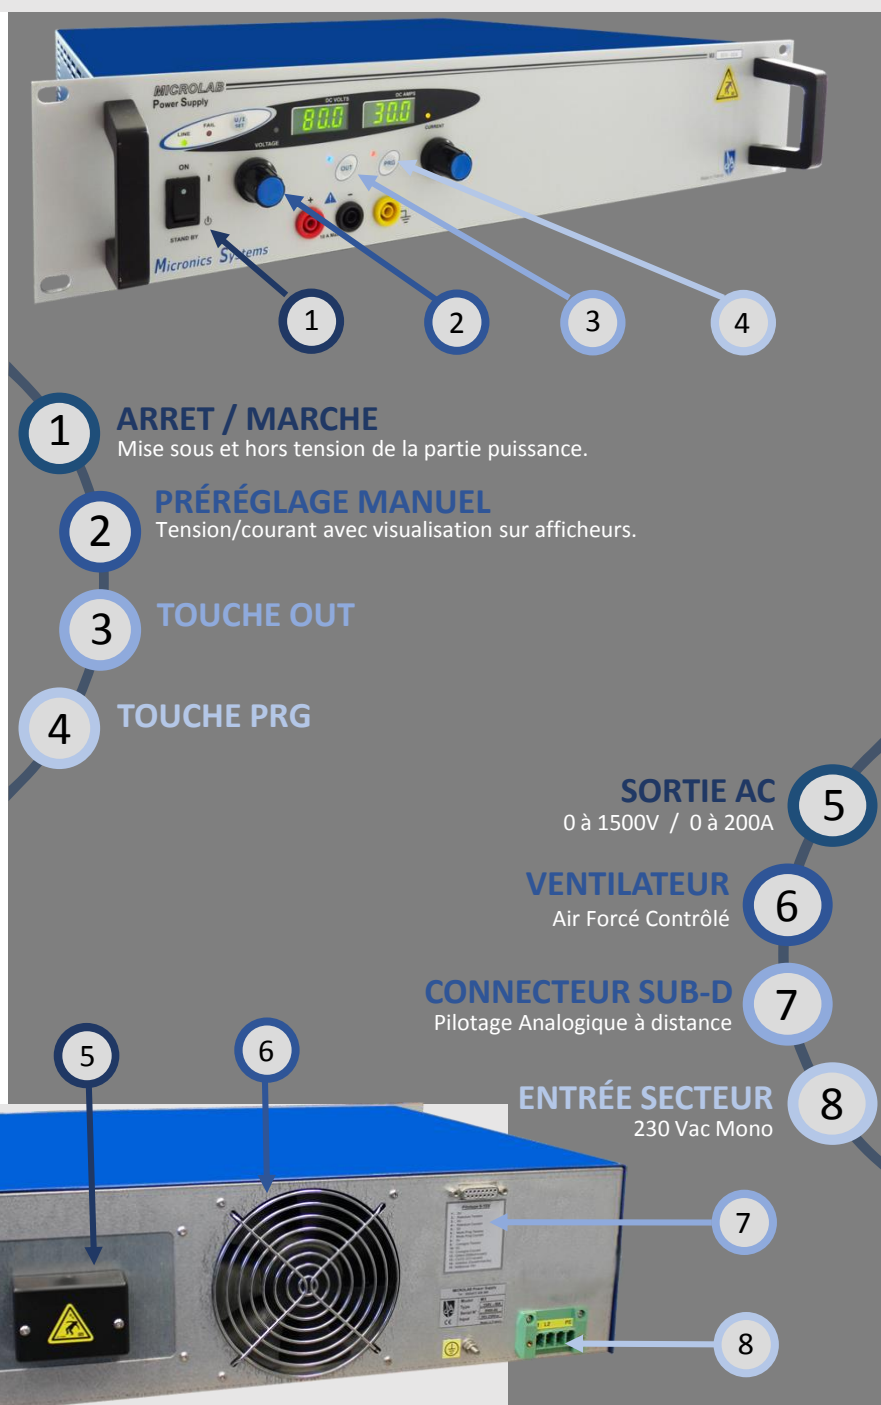 MICROLAB
Power Supply
DC VOLTS
DC AMPS
U/I
SET
LINE
FAIL
80.0
30.0
VOLTAGE
CURRENT
OUT
PRG
ON
I
STAND BY
+
-
Micronics Systems
1
2
3
4
1
ARRET / MARCHE
Mise sous et hors tension de la partie puissance.
2
PRÉRÉGLAGE MANUEL
Tension/courant avec visualisation sur afficheurs.
3
TOUCHE OUT
4
TOUCHE PRG
SORTIE AC
0 à 1500V / 0 à 200A
5
VENTILATEUR
Air Forcé Contrôlé
6
CONNECTEUR SUB-D
Pilotage Analogique à distance
7
ENTRÉE SECTEUR
230 Vac Mono
8
5
6
7
8
MICROLAB Power Supply
L2